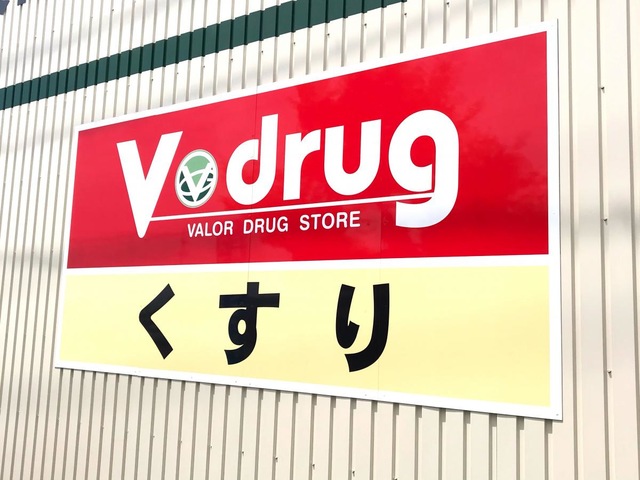 V drug
VALOR DRUG STORE
くすり